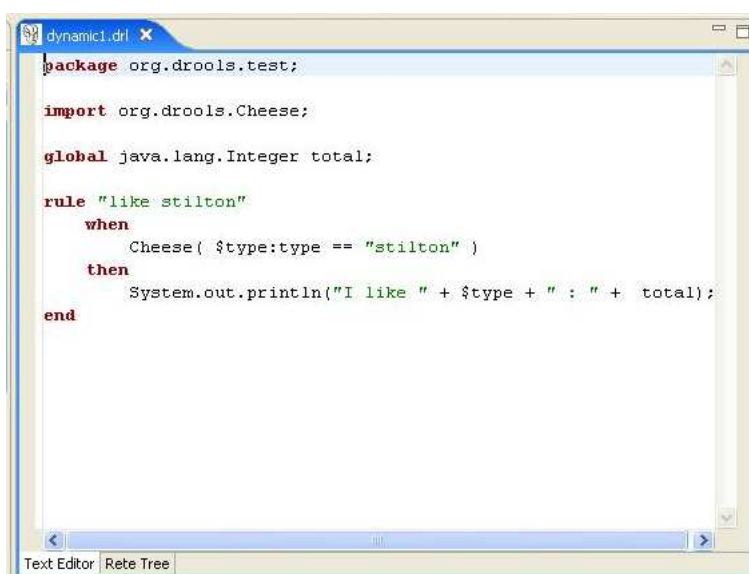 dynamic1.drl
package org.drools.test;
import org.drools.Cheese;
global java.lang.Integer total;
rule "like stilton"
when
Cheese( $type:type == "stilton" )
then
System.out.println("I like " + $type + " : " +  total);
end
Text Editor Rete Tree